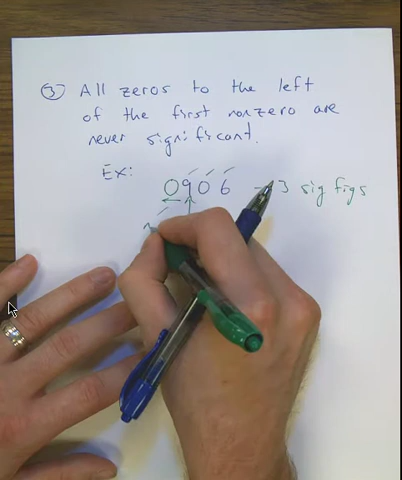 ③ All zeros to the left
of the first nonzero are
never significant.
Ex:
0906 → 3 sig figs